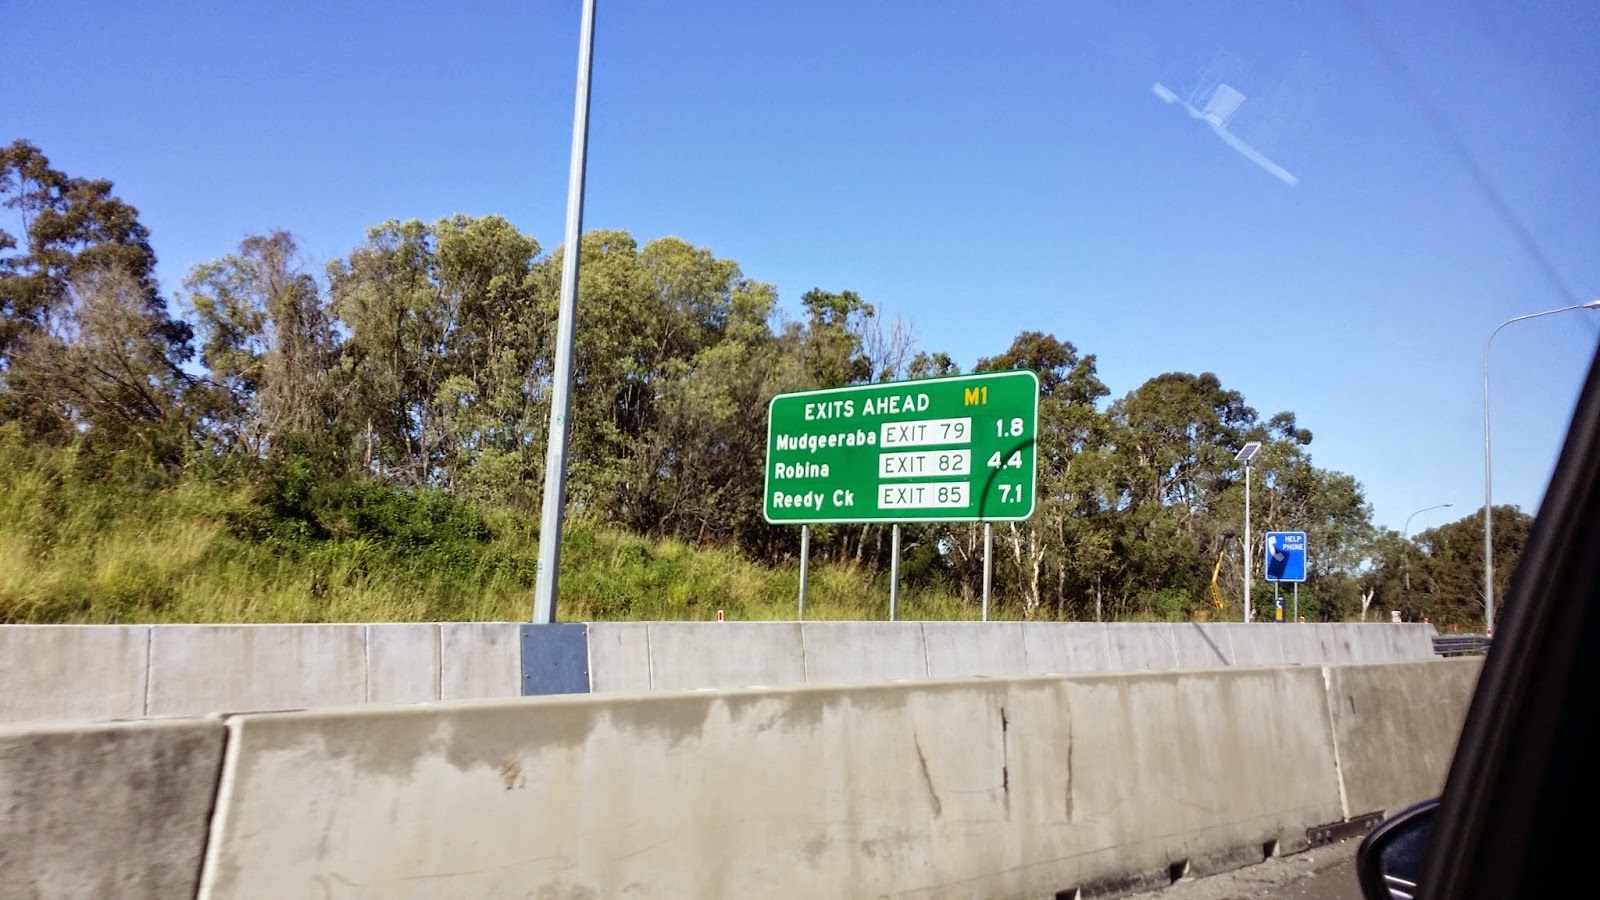 EXITS AHEAD M1
Mudgeeraba EXIT 79 1.8
Robina EXIT 82 4.4
Reedy Ck EXIT 85 7.1
HELP
PHONE